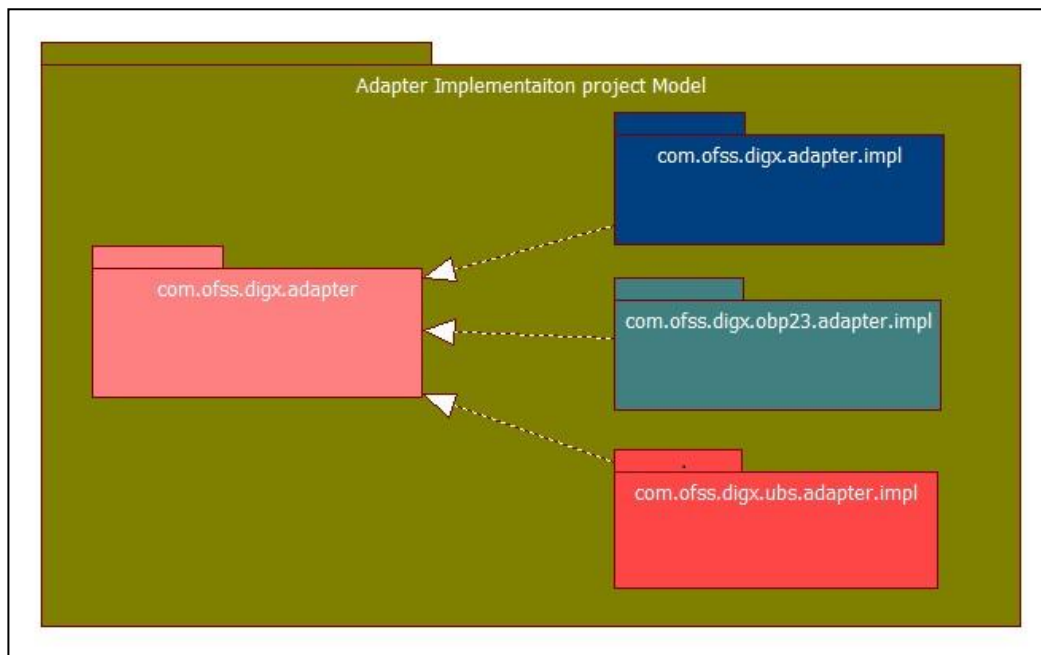 Adapter Implementaiton project Model
com.ofss.digx.adapter.impl
com.ofss.digx.adapter
com.ofss.digx.obp23.adapter.impl
com.ofss.digx.ubs.adapter.impl